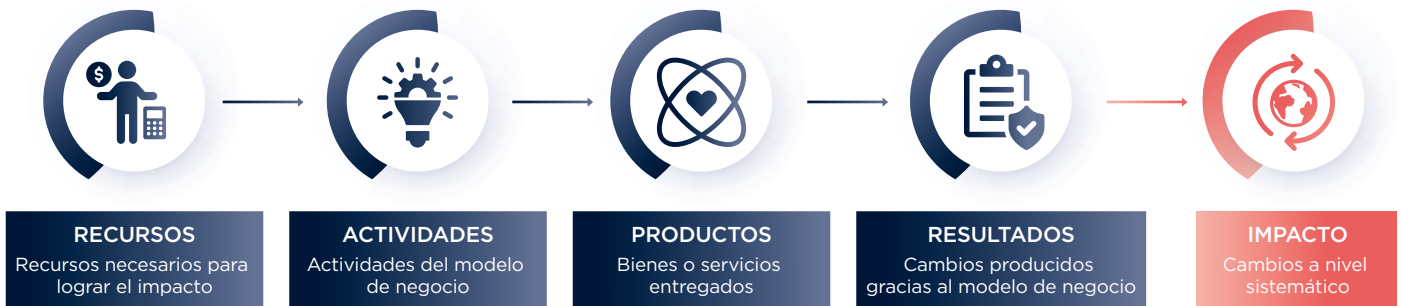 $
RECURSOS
Recursos necesarios para
lograr el impacto
ACTIVIDADES
Actividades del modelo
de negocio
PRODUCTOS
Bienes o servicios
entregados
RESULTADOS
Cambios producidos
gracias al modelo de negocio
IMPACTO
Cambios a nivel
sistemático